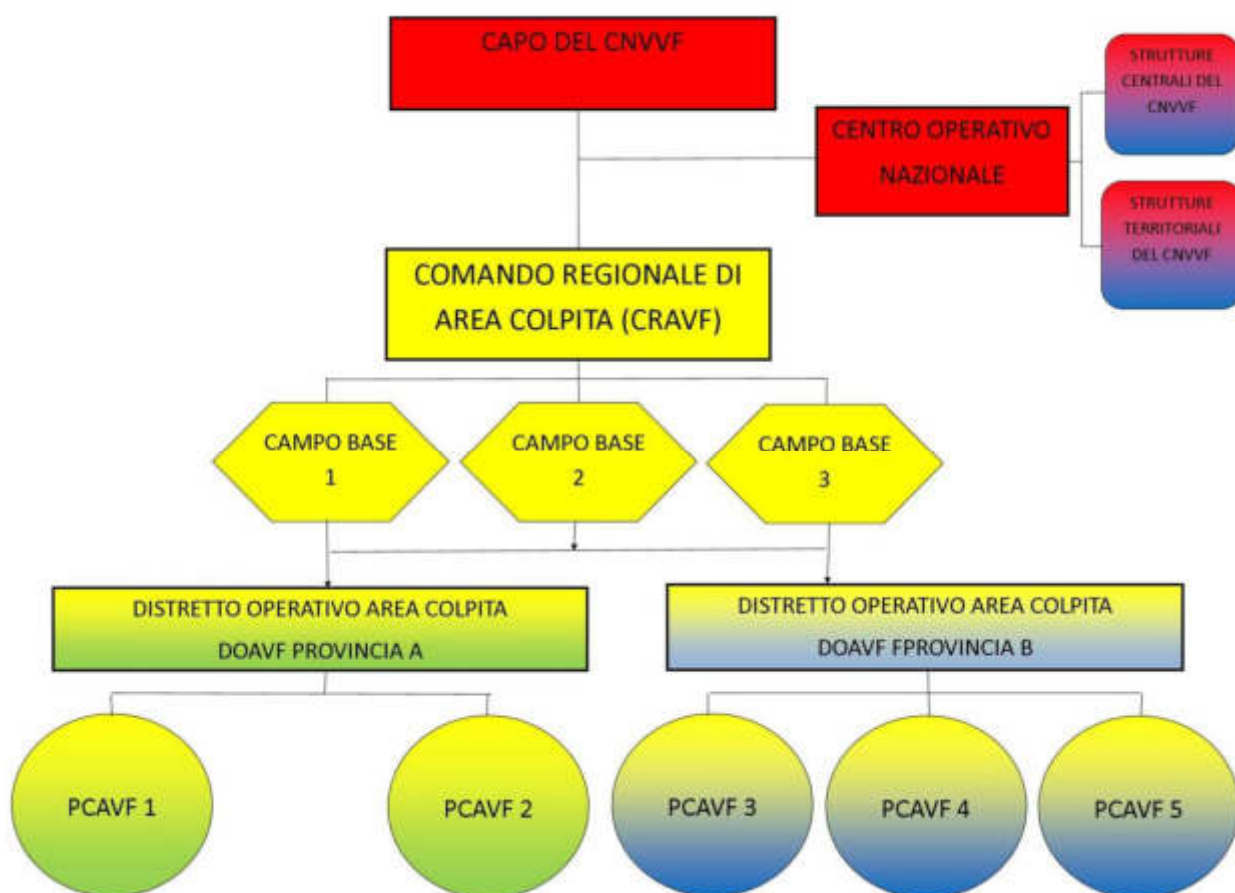 CAPO DEL CNVVF
STRUTTURE
CENTRALI DEL
CNVVF
CENTRO OPERATIVO
NAZIONALE
STRUTTURE
TERRITORIALI
DEL CNVVF
COMANDO REGIONALE DI
AREA COLPITA (CRAVF)
CAMPO BASE
1
CAMPO BASE
2
CAMPO BASE
3
DISTRETTO OPERATIVO AREA COLPITA
DOAVF PROVINCIA A
DISTRETTO OPERATIVO AREA COLPITA
DOAVF FPROVINCIA B
PCAVF 1
PCAVF 2
PCAVF 3
PCAVF 4
PCAVF 5